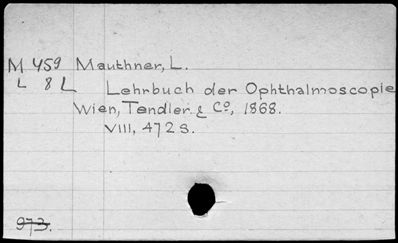 M 459 Mauthner, L.
L 8 L Lehrbuch der Ophthalmoscopie
Wien, Tendler & Co, 1868.
VIII, 472 S.
973.